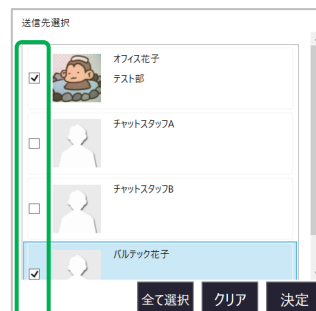 送信先選択
オフィス花子
テスト部
チャットスタッフA
チャットスタッフB
バルテック花子
全て選択
クリア
決定